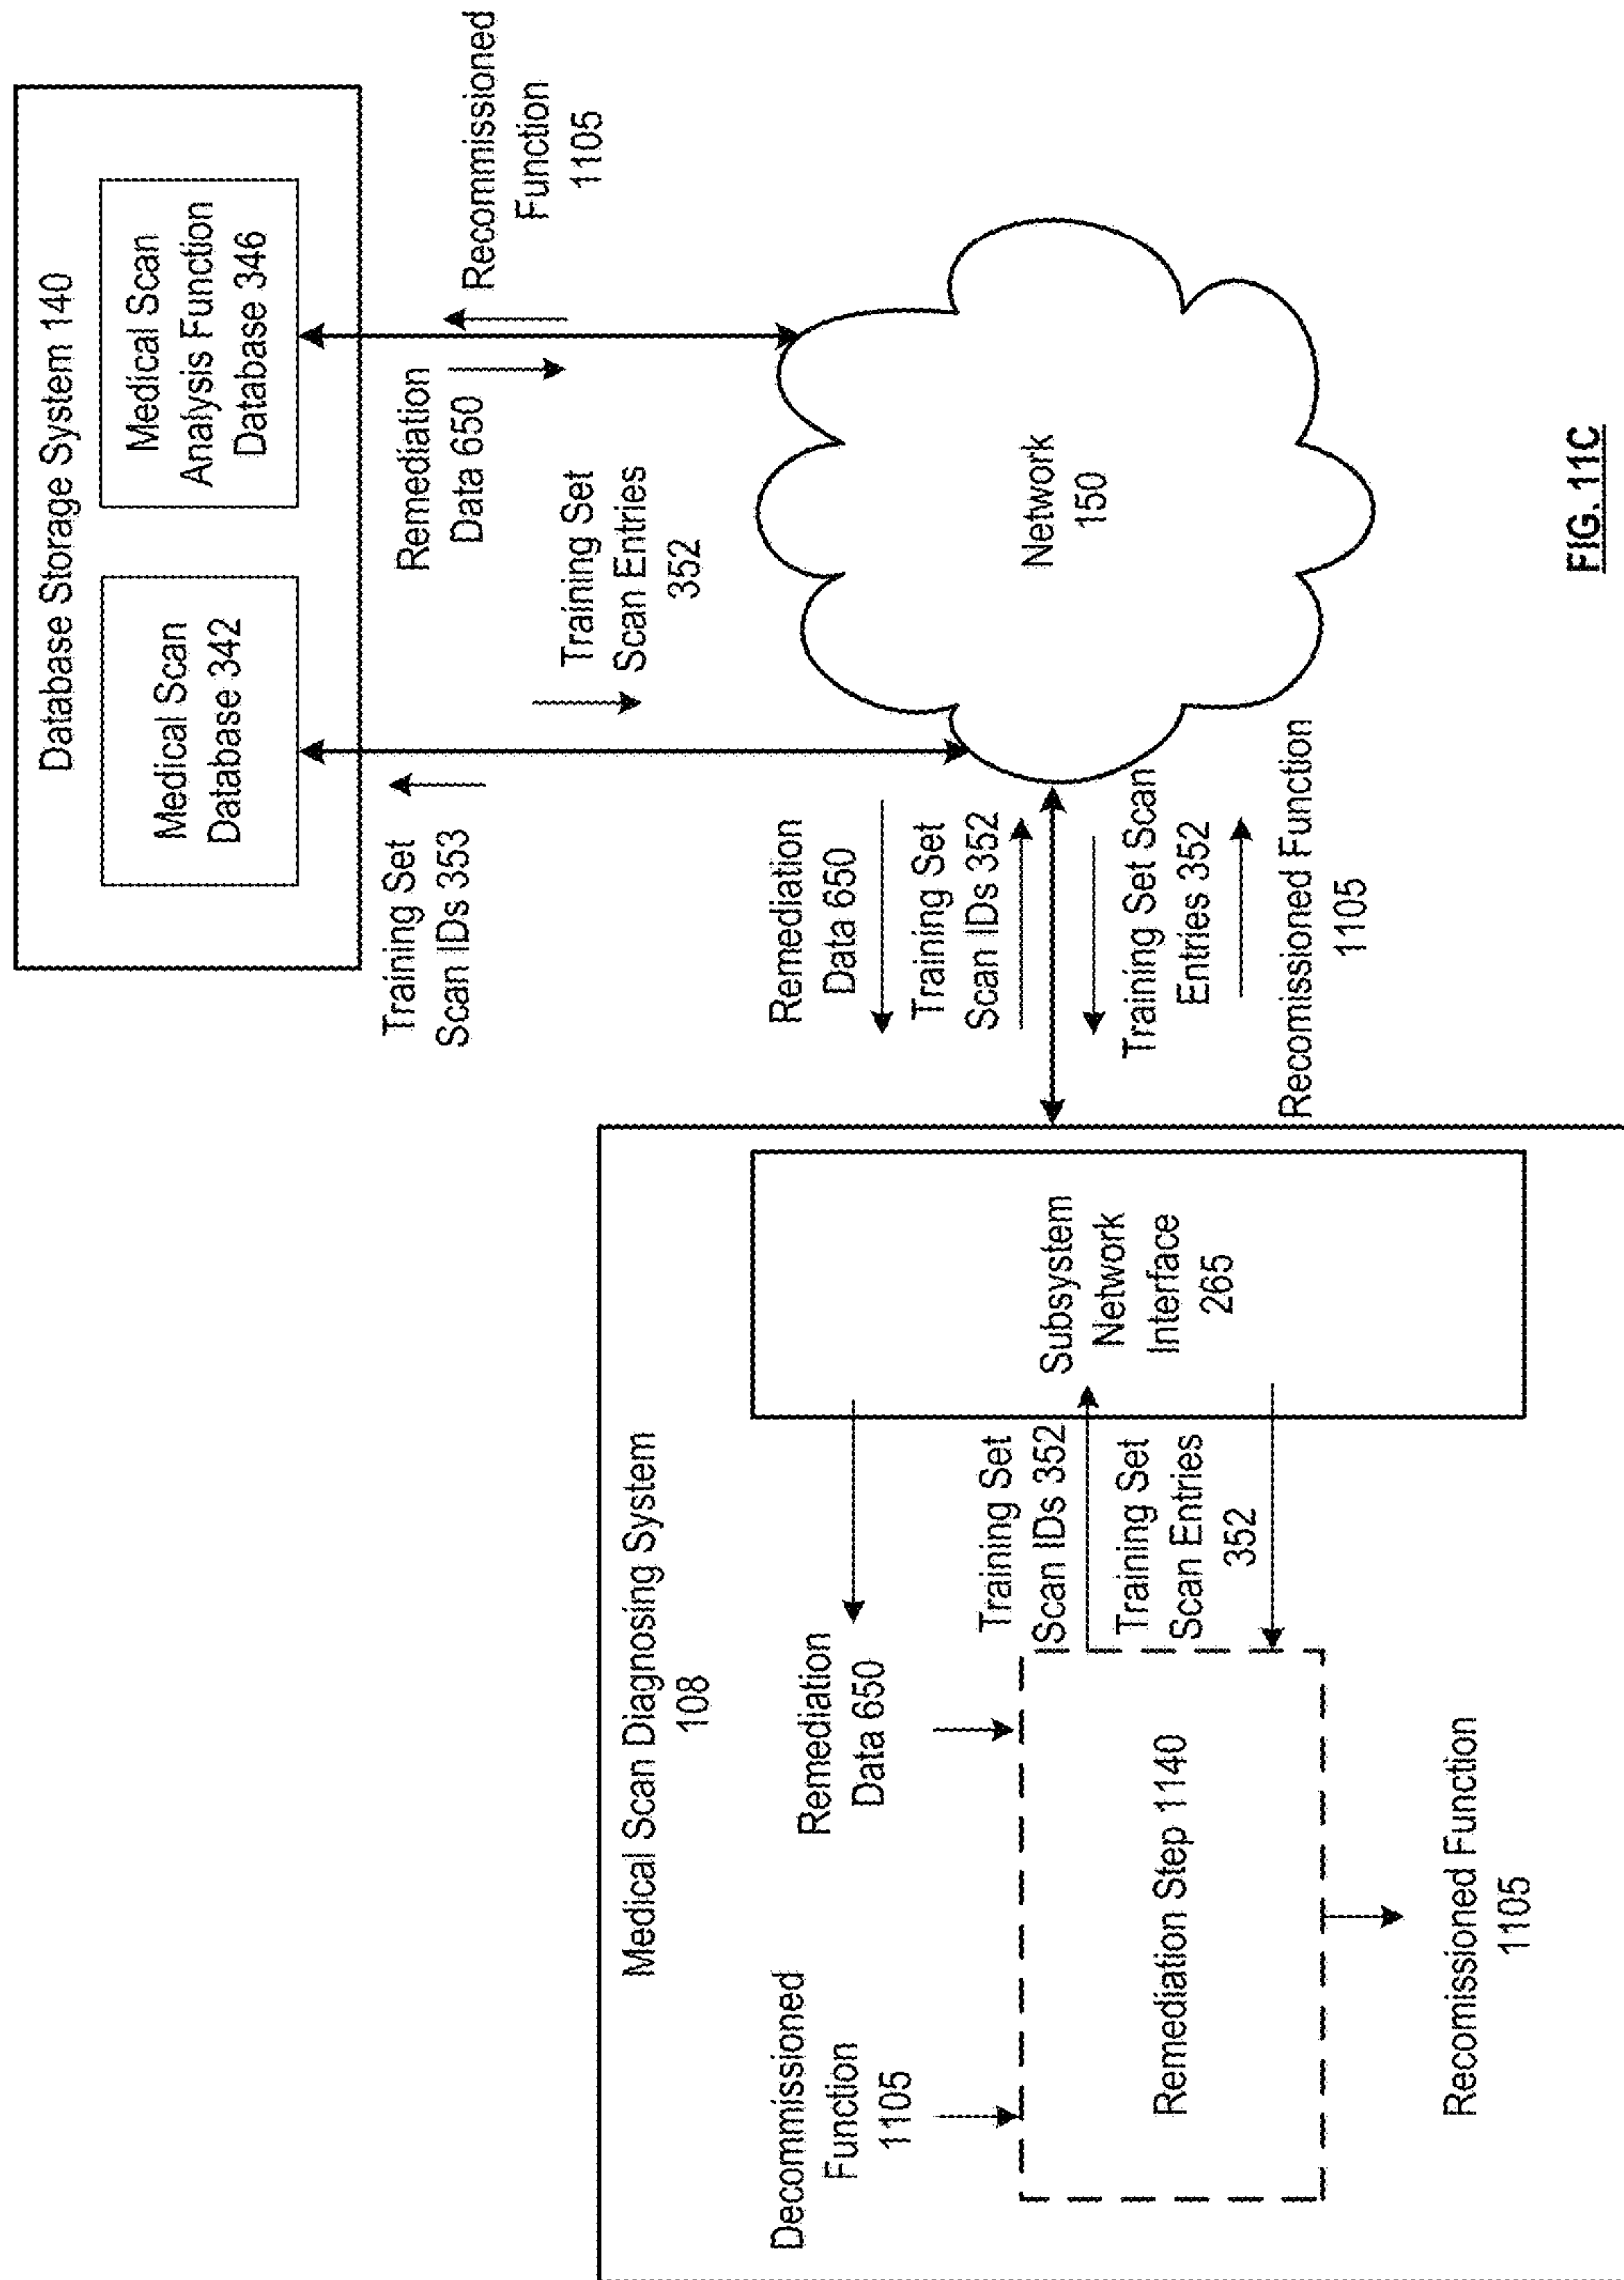 Database Storage System 140
Medical Scan
Database 342
Medical Scan
Analysis Function
Database 346
Training Set
Scan IDs 353
Training Set
Scan Entries
352
Remediation
Data 650
Recommissioned
Function
1105
Network
150
Remediation
Data 650
Training Set
Scan IDs 352
Training Set Scan
Entries 352
Recomissioned Function
1105
Medical Scan Diagnosing System
108
Subsystem
Network
Interface
265
Decommissioned
Function
1105
Remediation
Data 650
Training Set
Scan IDs 352
Training Set
Scan Entries
352
Remediation Step 1140
Recomissioned Function
1105
FIG. 11C